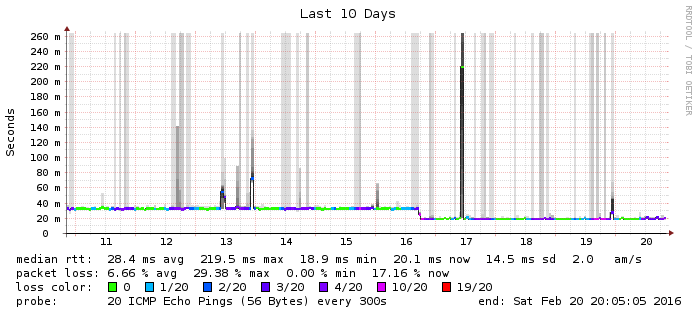 Last 10 Days
RRDTOOL / TOBI OETIKER
Seconds
260 m
240 m
220 m
200 m
180 m
160 m
140 m
120 m
100 m
80 m
60 m
40 m
20 m
0
11 12 13 14 15 16 17 18 19 20
median rtt: 28.4 ms avg 219.5 ms max 18.9 ms min 20.1 ms now 14.5 ms sd 2.0 am/s
packet loss: 6.66 % avg 29.38 % max 0.00 % min 17.16 % now
loss color: 0 1/20 2/20 3/20 4/20 10/20 19/20
probe: 20 ICMP Echo Pings (56 Bytes) every 300s end: Sat Feb 20 20:05:05 2016